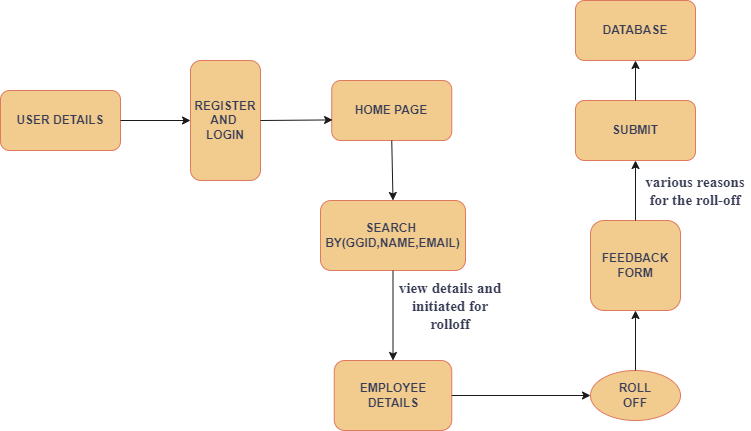 USER DETAILS
REGISTER
AND
LOGIN
HOME PAGE
SEARCH
BY(GGID,NAME,EMAIL)
view details and
initiated for
rolloff
EMPLOYEE
DETAILS
ROLL
OFF
FEEDBACK
FORM
various reasons
for the roll-off
SUBMIT
DATABASE